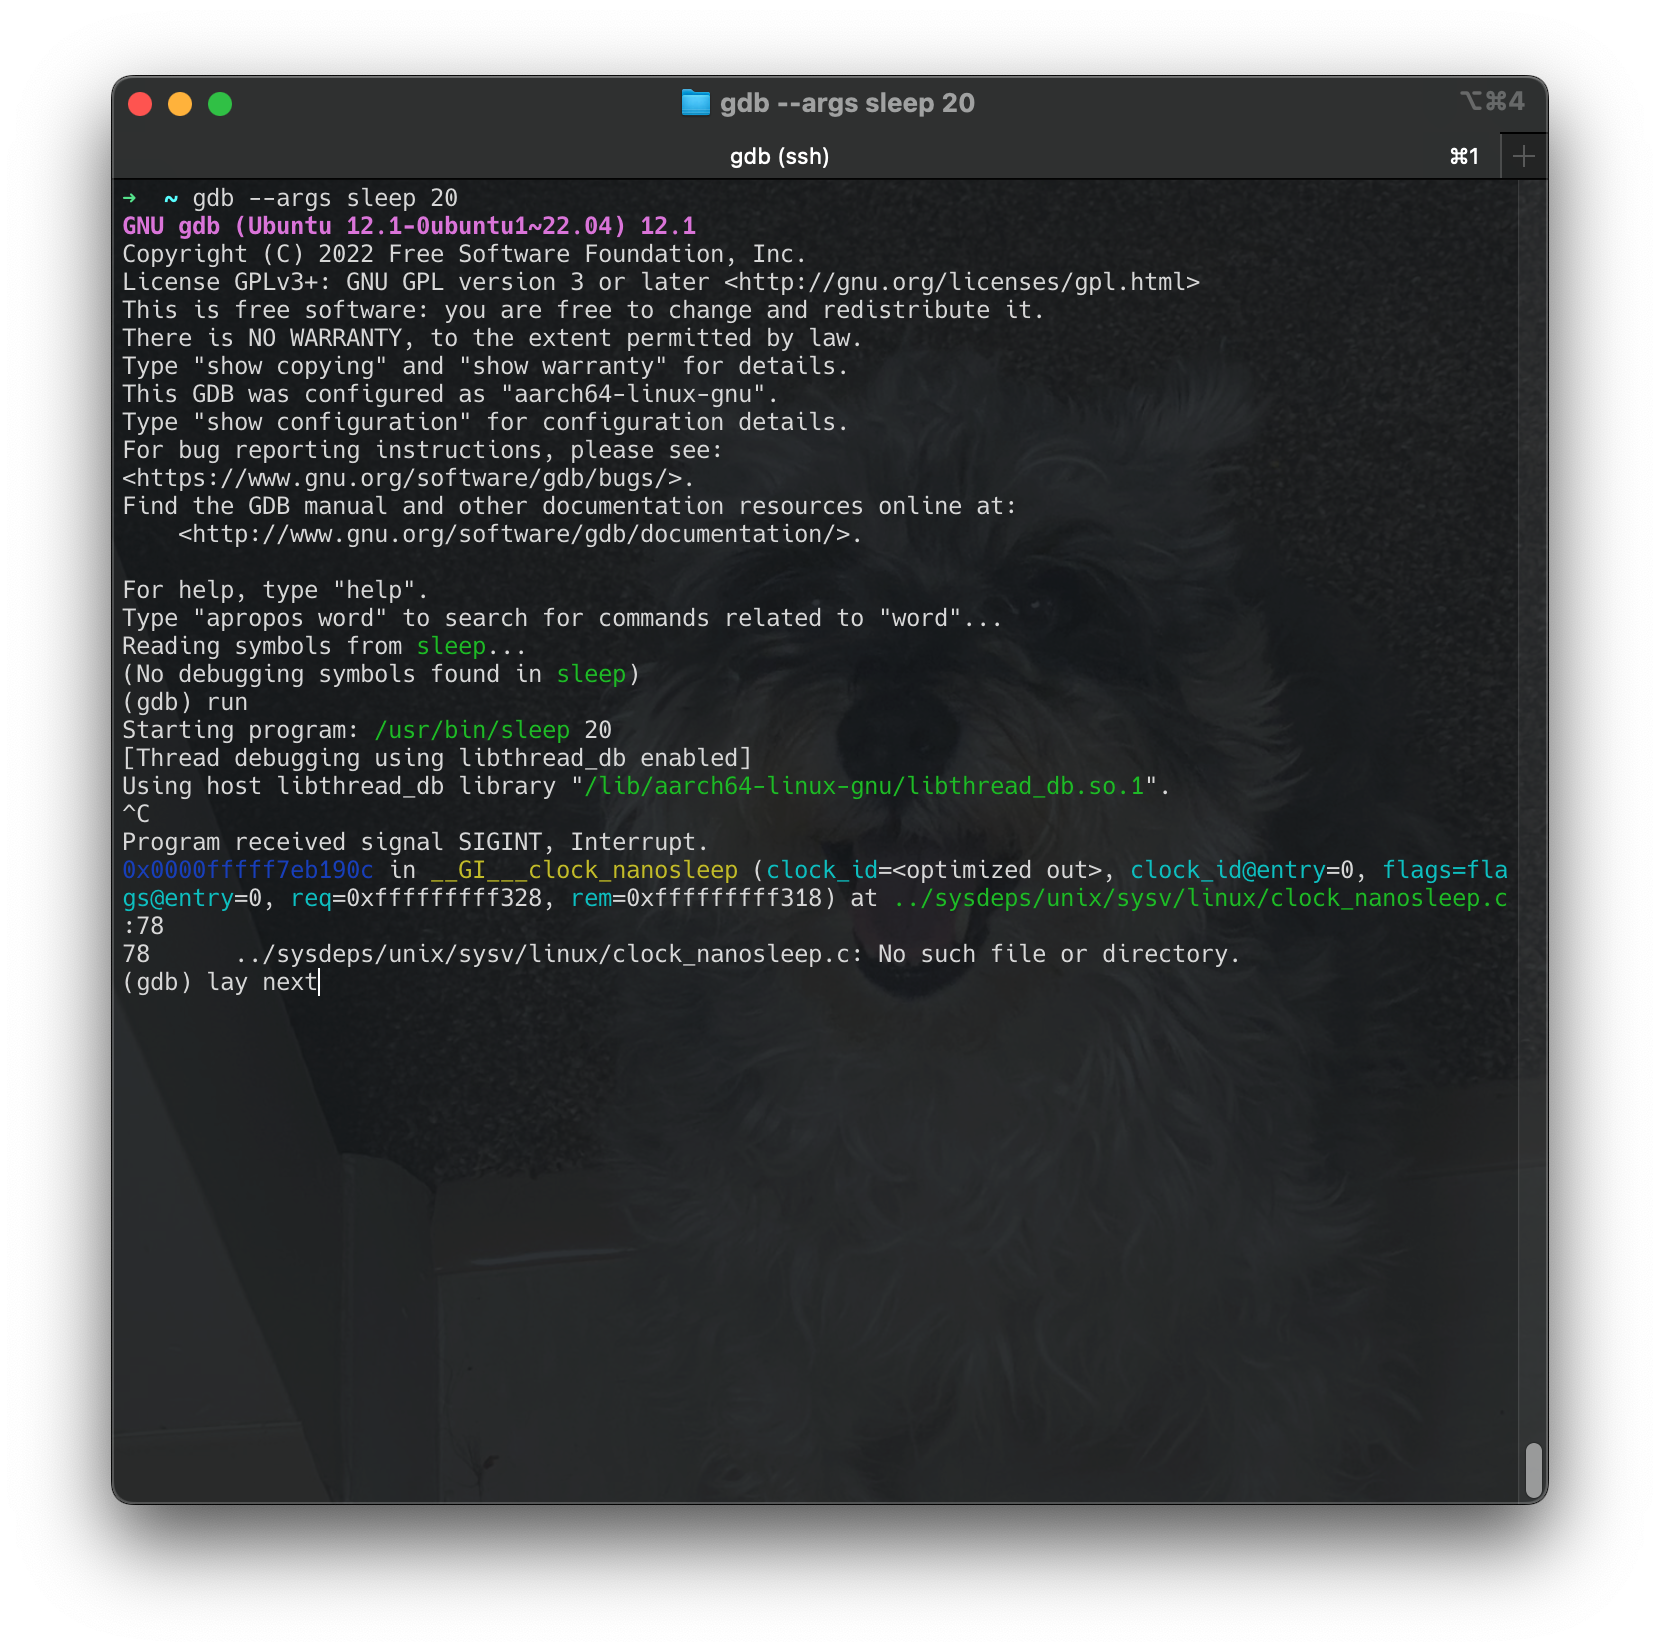 gdb --args sleep 20
⌥⌘4
gdb (ssh)
⌘1
→ ~ gdb --args sleep 20
GNU gdb (Ubuntu 12.1-0ubuntu1~22.04) 12.1
Copyright (C) 2022 Free Software Foundation, Inc.
License GPLv3+: GNU GPL version 3 or later <http://gnu.org/licenses/gpl.html>
This is free software: you are free to change and redistribute it.
There is NO WARRANTY, to the extent permitted by law.
Type "show copying" and "show warranty" for details.
This GDB was configured as "aarch64-linux-gnu".
Type "show configuration" for configuration details.
For bug reporting instructions, please see:
<https://www.gnu.org/software/gdb/bugs/>.
Find the GDB manual and other documentation resources online at:
    <http://www.gnu.org/software/gdb/documentation/>.
For help, type "help".
Type "apropos word" to search for commands related to "word"...
Reading symbols from sleep...
(No debugging symbols found in sleep)
(gdb) run
Starting program: /usr/bin/sleep 20
[Thread debugging using libthread_db enabled]
Using host libthread_db library "/lib/aarch64-linux-gnu/libthread_db.so.1".
^C
Program received signal SIGINT, Interrupt.
0x0000fffff7eb190c in __GI___clock_nanosleep (clock_id=<optimized out>, clock_id@entry=0, flags=fla
gs@entry=0, req=0xfffffffff328, rem=0xfffffffff318) at ../sysdeps/unix/sysv/linux/clock_nanosleep.c
:78
78      ../sysdeps/unix/sysv/linux/clock_nanosleep.c: No such file or directory.
(gdb) lay next